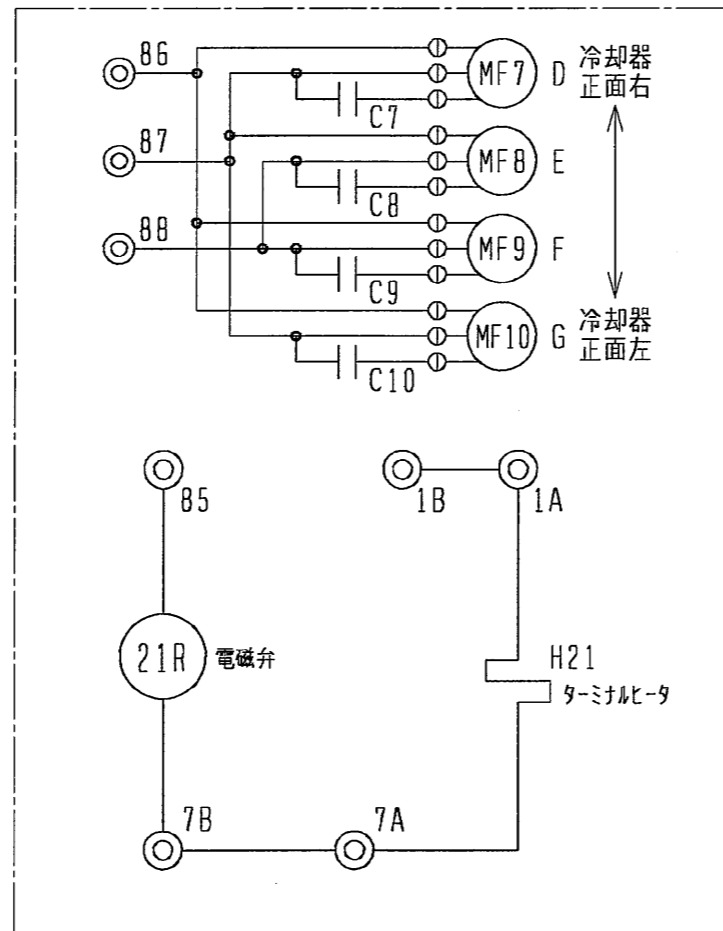 86
87
88
MF7 D 冷却器
正面右
C7
MF8 E
C8
MF9 F
C9
MF10 G 冷却器
正面左
C10
85
1B
1A
21R 電磁弁
H21
ターミナルヒータ
7B
7A